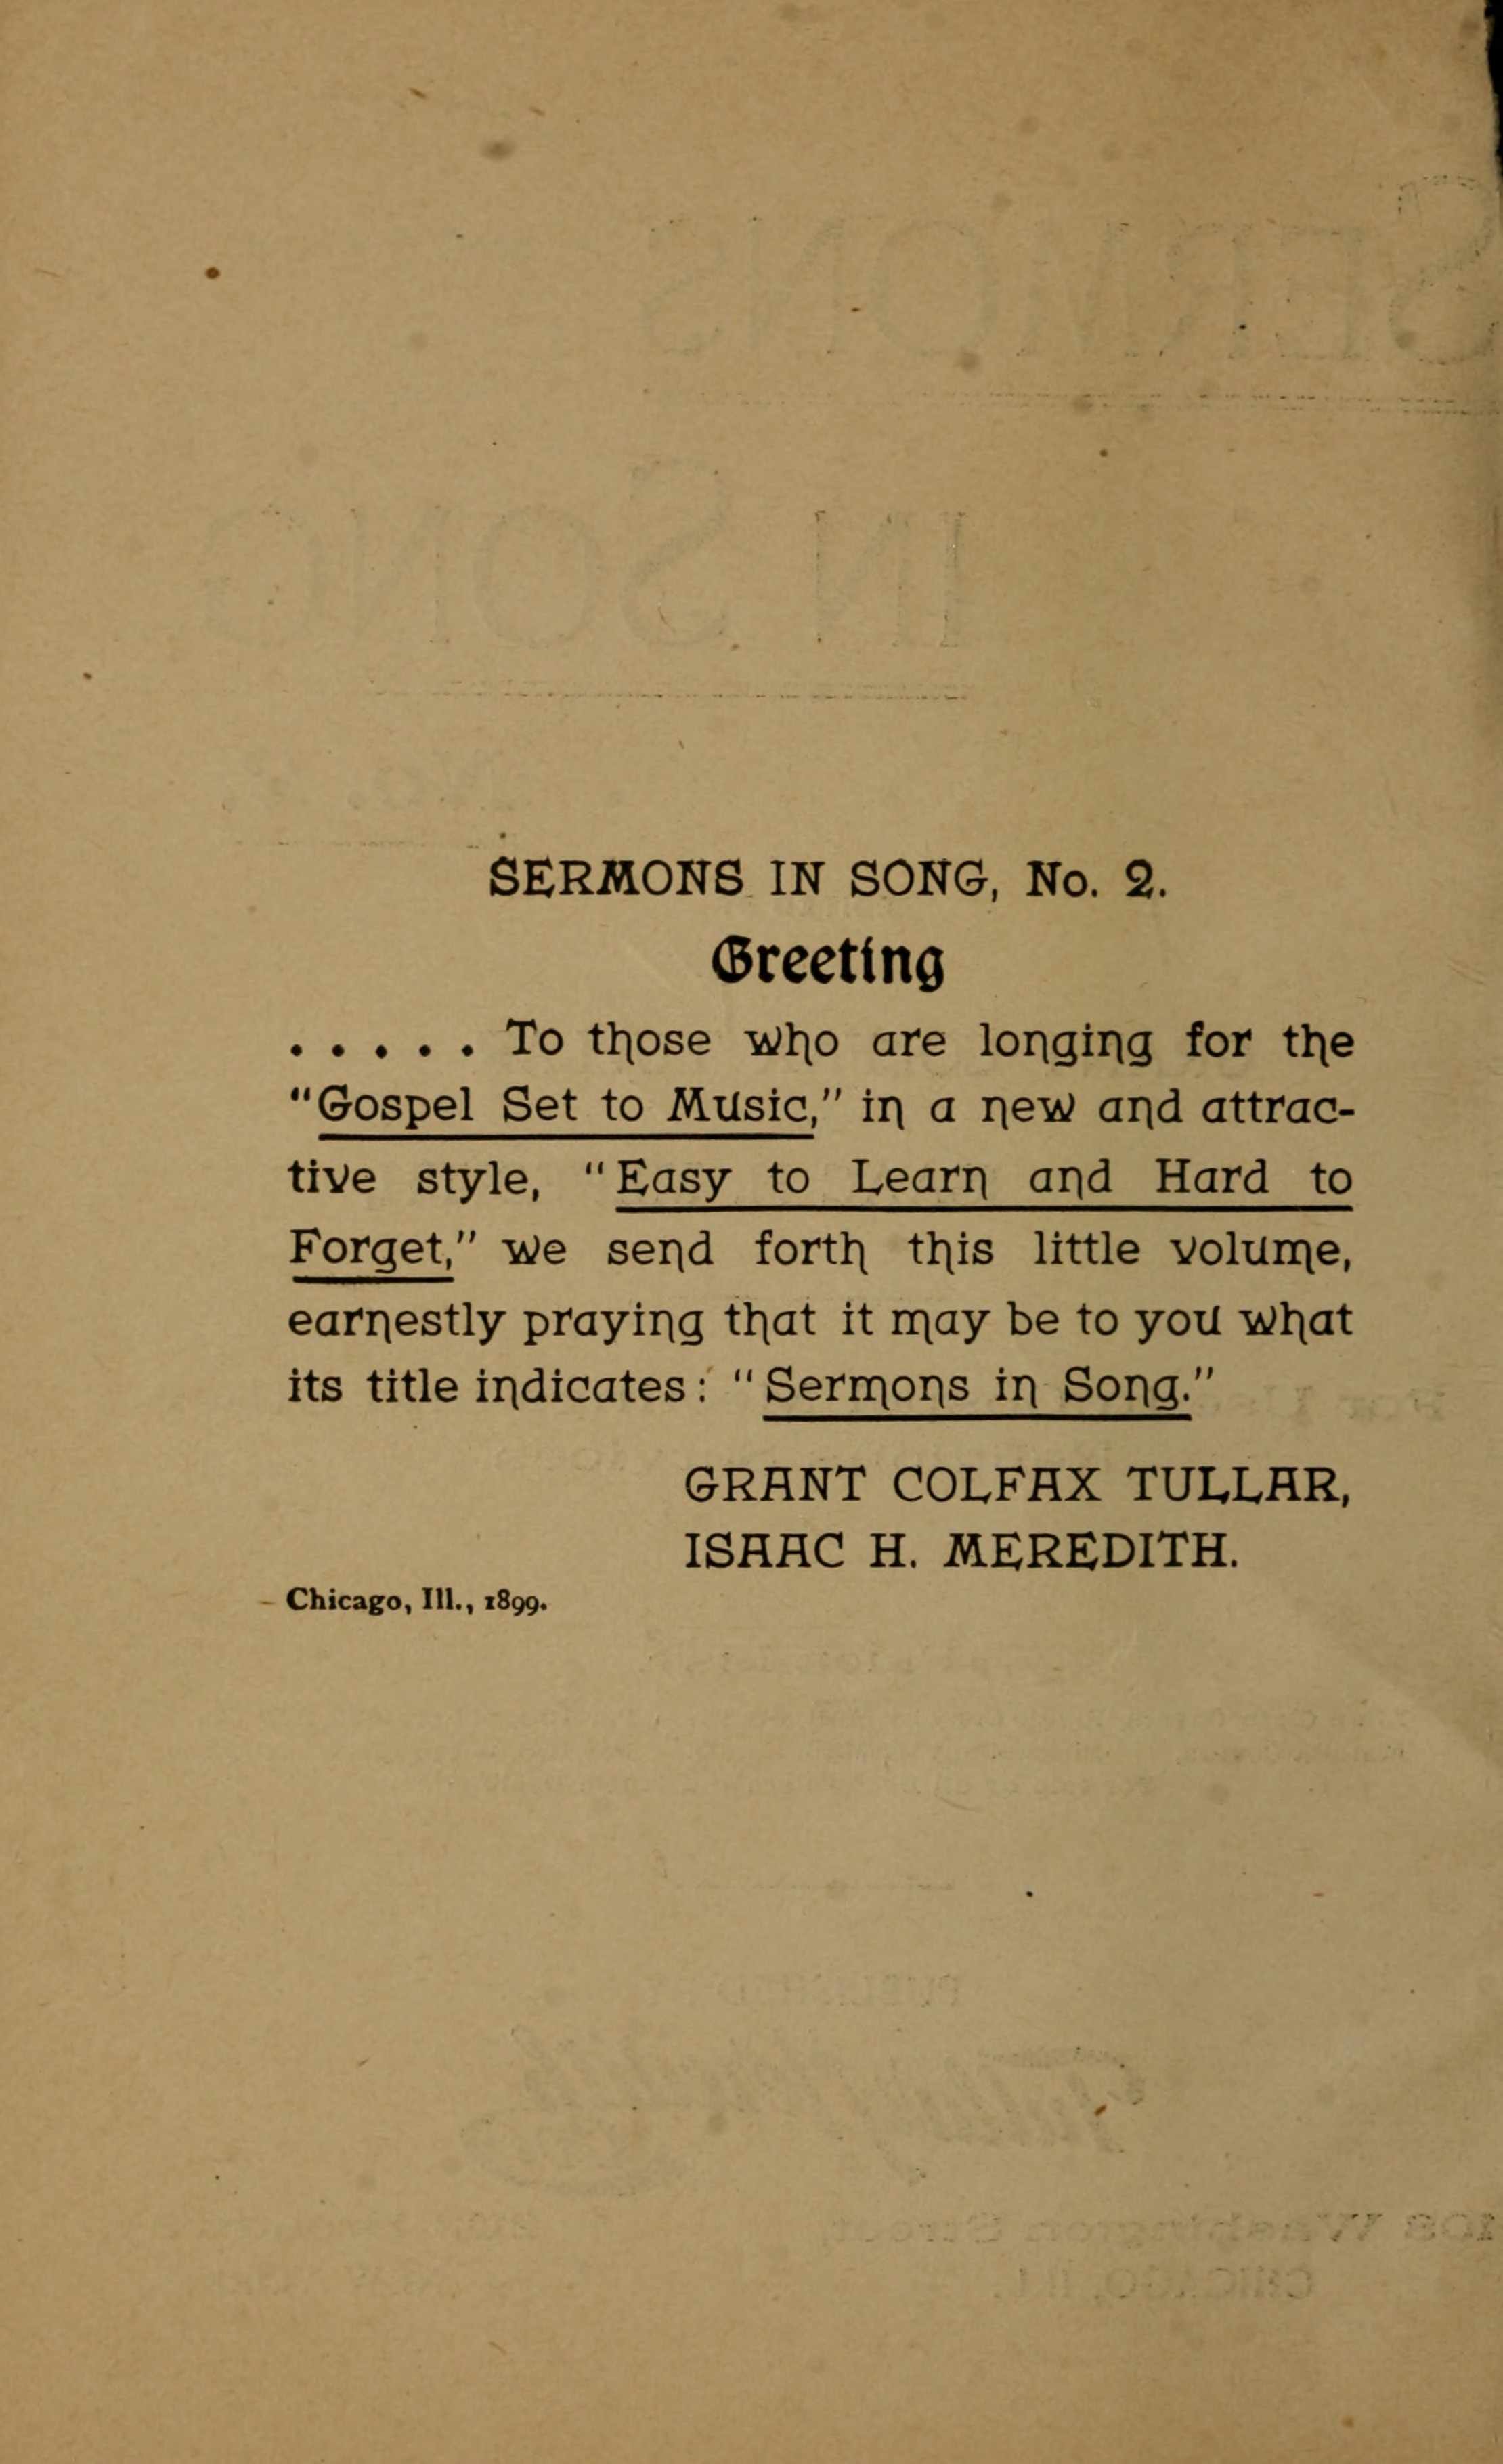 SERMONS IN SONG, No. 2.
Greeting
. . . . . To those who are longing for the
"Gospel Set to Music," in a new and attrac-
tive style, "Easy to Learn and Hard to
Forget," we send forth this little volume,
earnestly praying that it may be to you what
its title indicates: "Sermons in Song."
GRANT COLFAX TULLAR,
ISAAC H. MEREDITH.
Chicago, Ill., 1899.